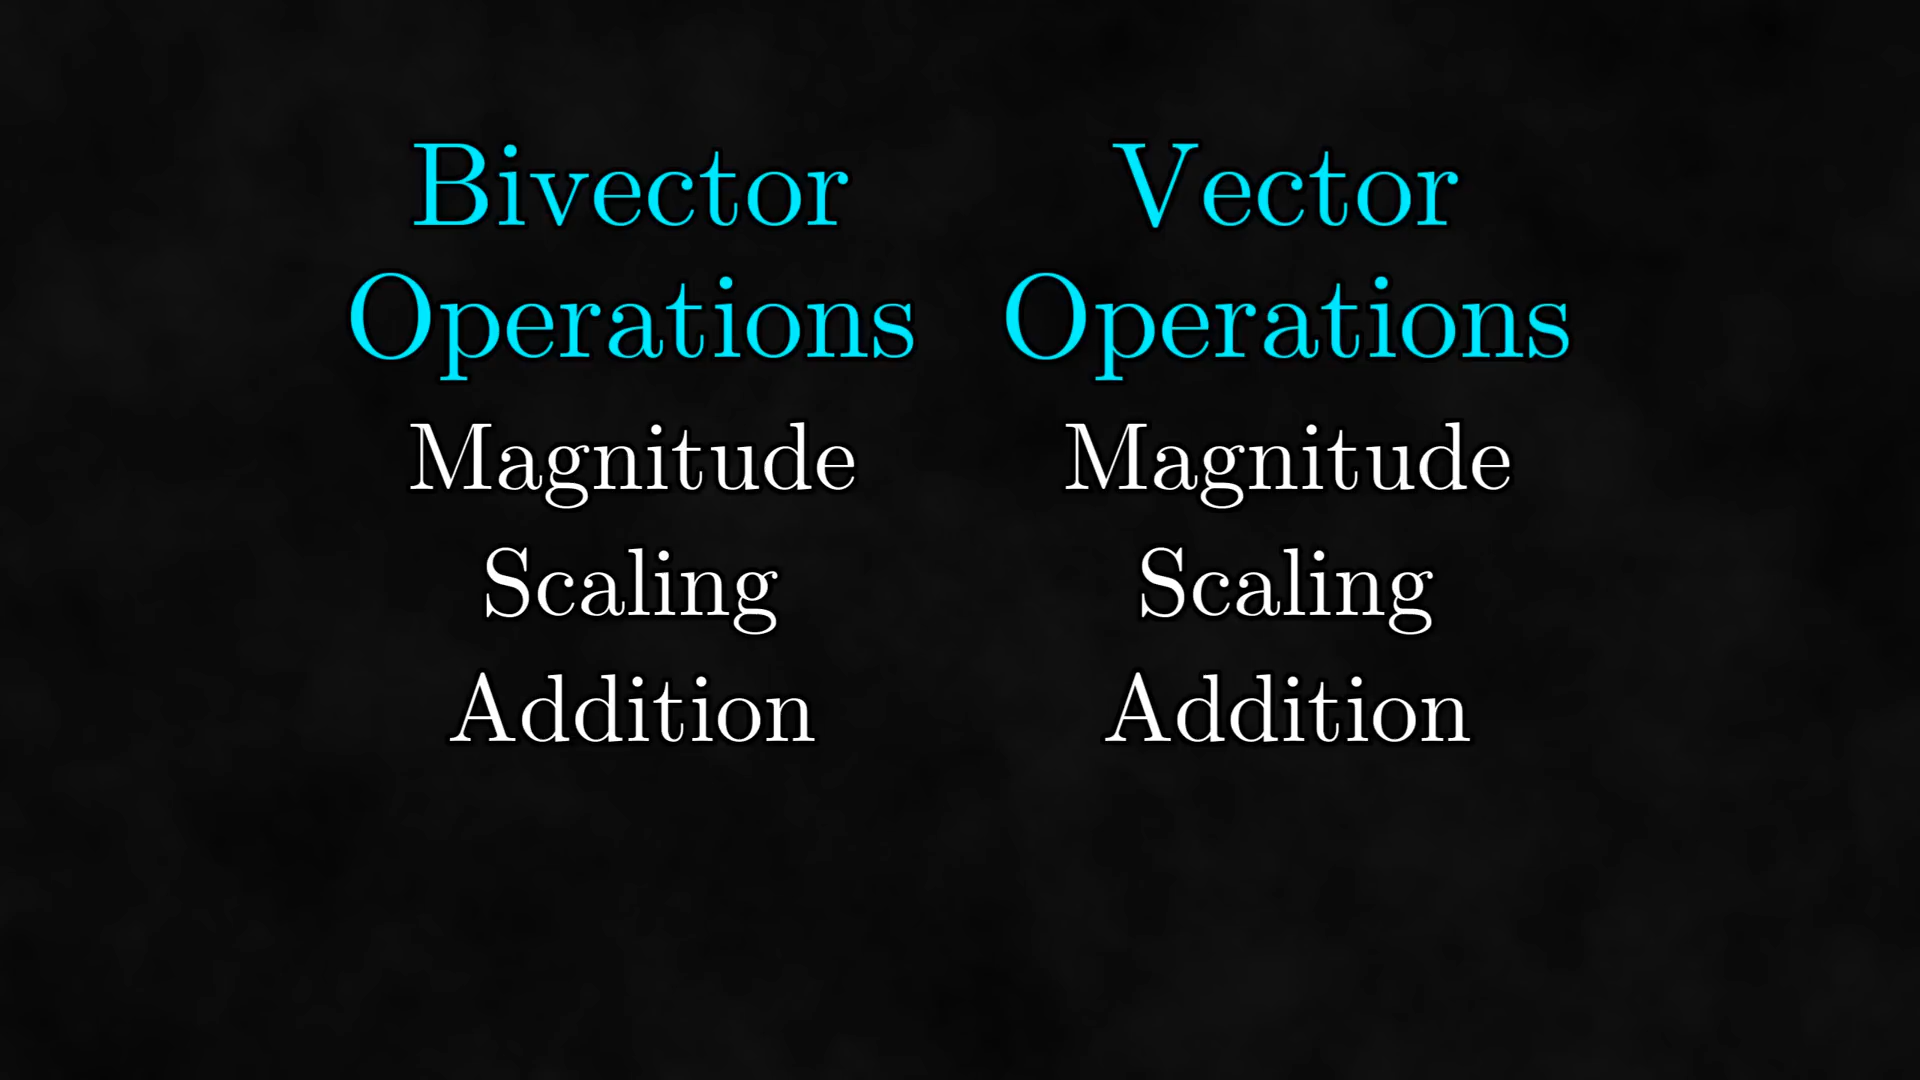 Bivector
Operations
Magnitude
Scaling
Addition
Vector
Operations
Magnitude
Scaling
Addition